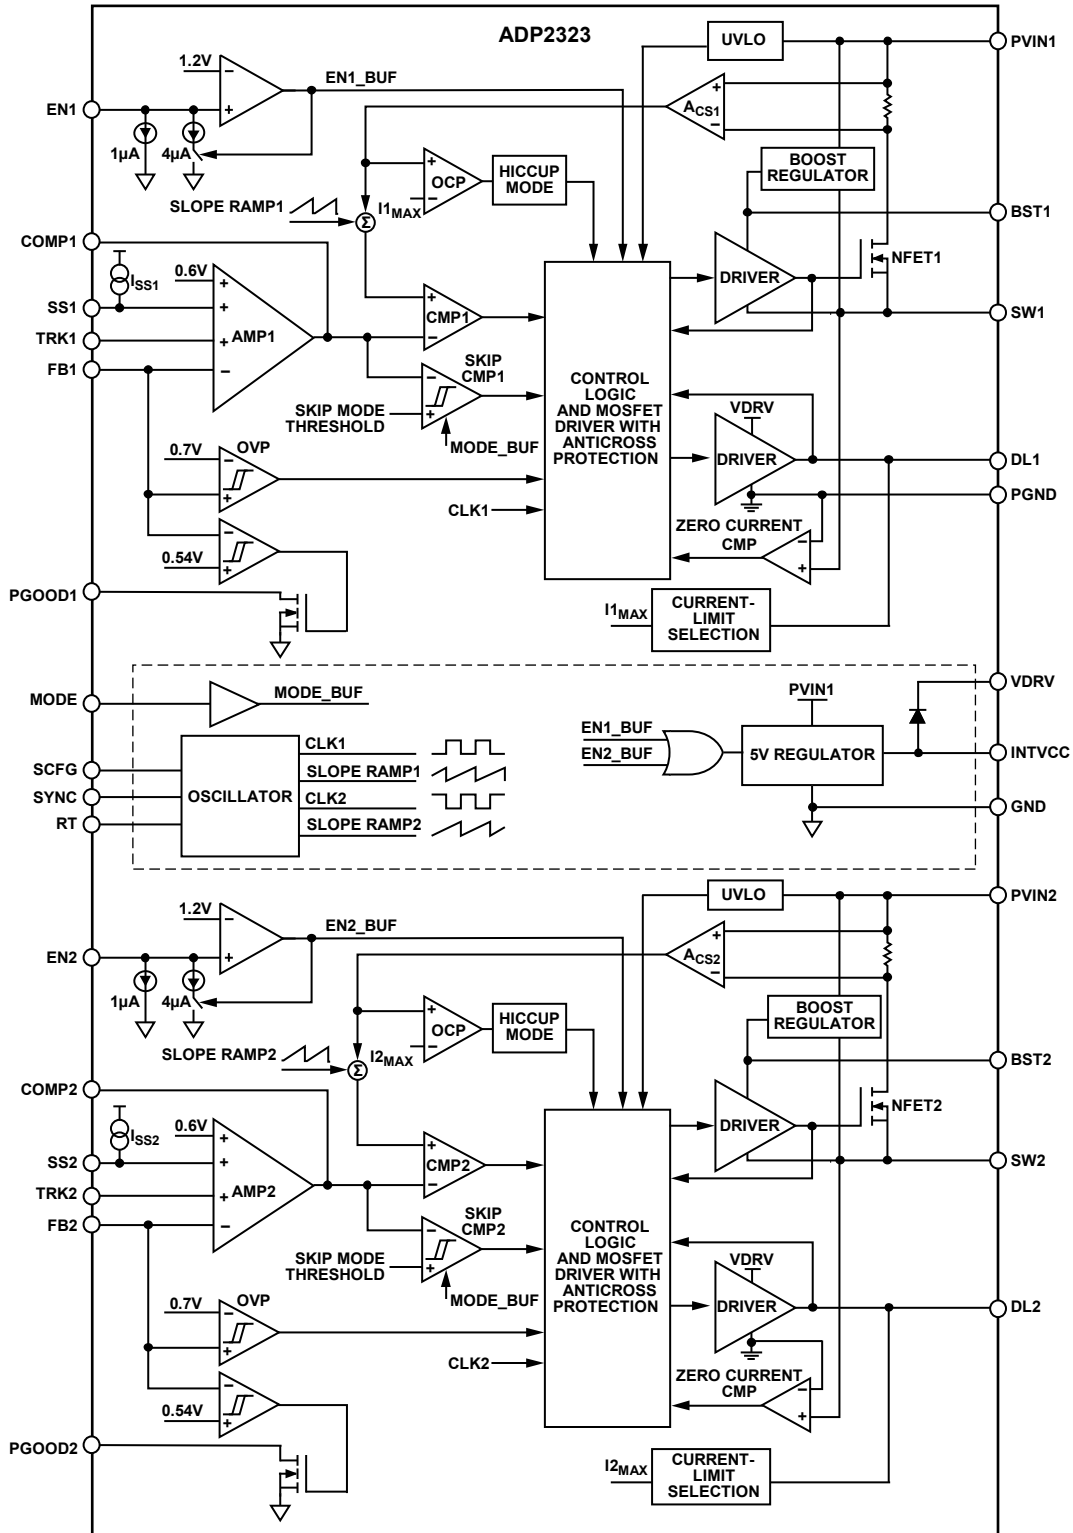 ADP2323
UVLO
PVIN1
1.2V
−
+
EN1_BUF
EN1
1µA
4µA
+
ACS1
−
BOOST
REGULATOR
+
OCP
−
HICCUP
MODE
SLOPE RAMP1
Σ
I1MAX
BST1
COMP1
ISS1
0.6V
+
SS1
+
TRK1
+
AMP1
FB1
−
DRIVER
NFET1
SW1
+
CMP1
−
SKIP
CMP1
−
+
SKIP MODE
THRESHOLD
MODE_BUF
CONTROL
LOGIC
AND MOSFET
DRIVER WITH
ANTICROSS
PROTECTION
VDRV
DRIVER
DL1
0.7V
OVP
−
+
PGND
CLK1
ZERO CURRENT
CMP
−
+
−
0.54V
+
PGOOD1
I1MAX
CURRENT-
LIMIT
SELECTION
MODE
MODE_BUF
PVIN1
VDRV
SCFG
SYNC
RT
OSCILLATOR
CLK1
SLOPE RAMP1
CLK2
SLOPE RAMP2
EN1_BUF
EN2_BUF
5V REGULATOR
INTVCC
GND
UVLO
PVIN2
1.2V
−
+
EN2_BUF
EN2
1µA
4µA
+
ACS2
−
BOOST
REGULATOR
+
OCP
−
HICCUP
MODE
SLOPE RAMP2
Σ
I2MAX
BST2
COMP2
ISS2
0.6V
+
SS2
+
TRK2
+
AMP2
FB2
−
DRIVER
NFET2
SW2
+
CMP2
−
SKIP
CMP2
−
+
SKIP MODE
THRESHOLD
MODE_BUF
CONTROL
LOGIC
AND MOSFET
DRIVER WITH
ANTICROSS
PROTECTION
VDRV
DRIVER
DL2
0.7V
OVP
−
+
CLK2
ZERO CURRENT
CMP
−
+
−
0.54V
+
PGOOD2
I2MAX
CURRENT-
LIMIT
SELECTION